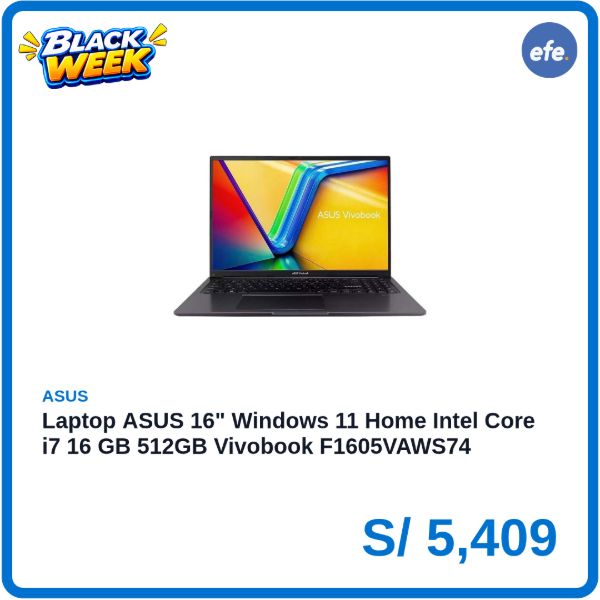 BLACK
WEEK
efe.
ASUS Vivobook
ASUS
Laptop ASUS 16" Windows 11 Home Intel Core
i7 16 GB 512GB Vivobook F1605VAWS74
S/ 5,409